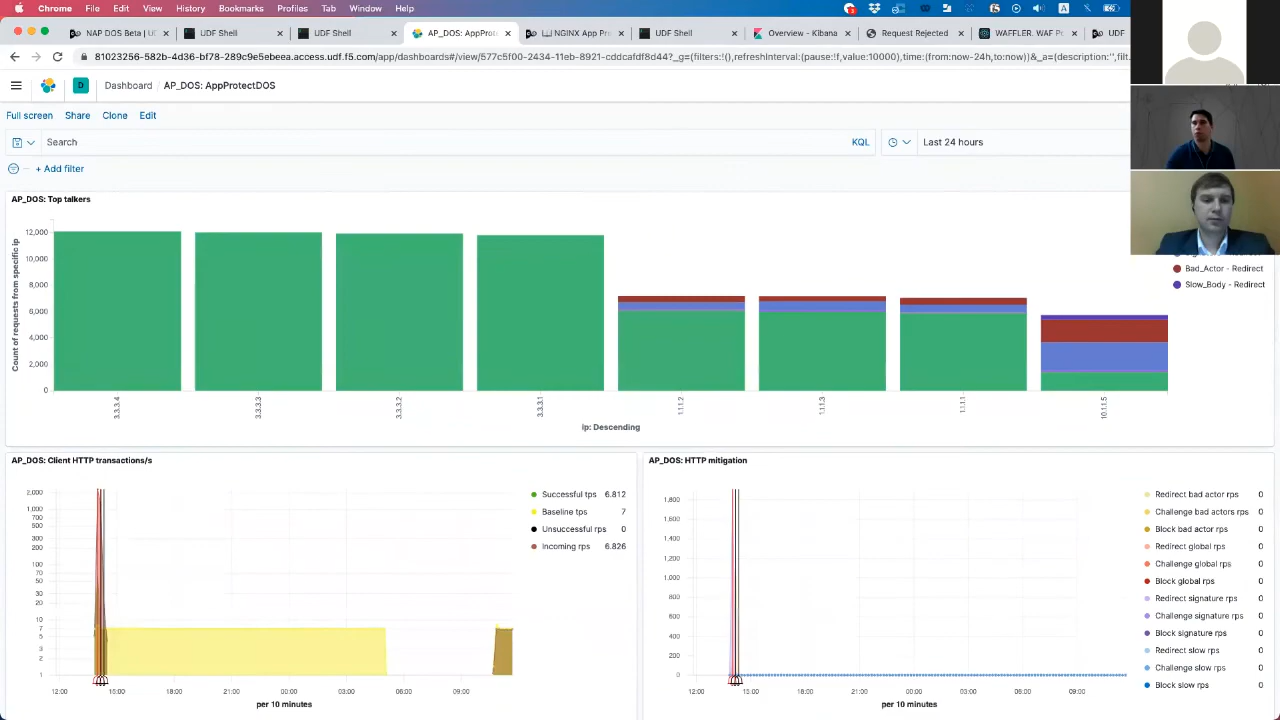 Chrome File Edit View History Bookmarks Profiles Tab Window Help
NAP DOS Beta | UD UDF Shell UDF Shell AP_DOS: AppProt NGINX App Pr UDF Shell Overview - Kibana Request Rejected WAFFLER. WAF Po UDF
81023256-582b-4d36-bf78-289c9e5ebeea.access.udf.f5.com/app/dashboards#/view/577c5f00-2434-11eb-8921-cddcafdf8d44?_g=(filters:!(),refreshInterval:(pause:!f,value:10000),time:(from:now-24h,to:now))&_a=(description:'',filt
D Dashboard / AP_DOS: AppProtectDOS
Full screen Share Clone Edit
Search KQL Last 24 hours
+ Add filter
AP_DOS: Top talkers
Count of requests from specific ip
12,000
10,000
8,000
6,000
4,000
2,000
0
3.3.3.4 3.3.3.3 3.3.3.2 3.3.3.1 1.1.1.2 1.1.1.3 1.1.1.1 10.1.1.5
ip: Descending
Bad_Actor - Redirect
Slow_Body - Redirect
AP_DOS: Client HTTP transactions/s
2,000
1,000
700
500
300
200
100
70
50
30
20
10
7
5
3
2
1
12:00 15:00 18:00 21:00 00:00 03:00 06:00 09:00
per 10 minutes
Successful tps 6.812
Baseline tps 7
Unsuccessful rps 0
Incoming rps 6.826
AP_DOS: HTTP mitigation
1,800
1,600
1,400
1,200
1,000
800
600
400
200
0
12:00 15:00 18:00 21:00 00:00 03:00 06:00 09:00
per 10 minutes
Redirect bad actor rps 0
Challenge bad actors rps 0
Block bad actor rps 0
Redirect global rps 0
Challenge global rps 0
Block global rps 0
Redirect signature rps 0
Challenge signature rps 0
Block signature rps 0
Redirect slow rps 0
Challenge slow rps 0
Block slow rps 0